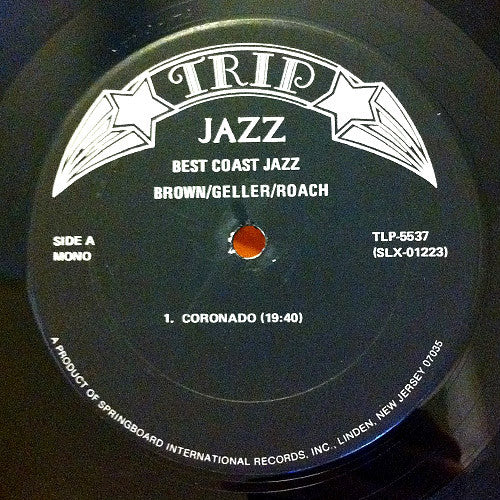 TRIP
JAZZ
BEST COAST JAZZ
BROWN/GELLER/ROACH
SIDE A
MONO
TLP-5537
(SLX-01223)
1. CORONADO (19:40)
A PRODUCT OF SPRINGBOARD INTERNATIONAL RECORDS. INC., LINDEN, NEW JERSEY 07035